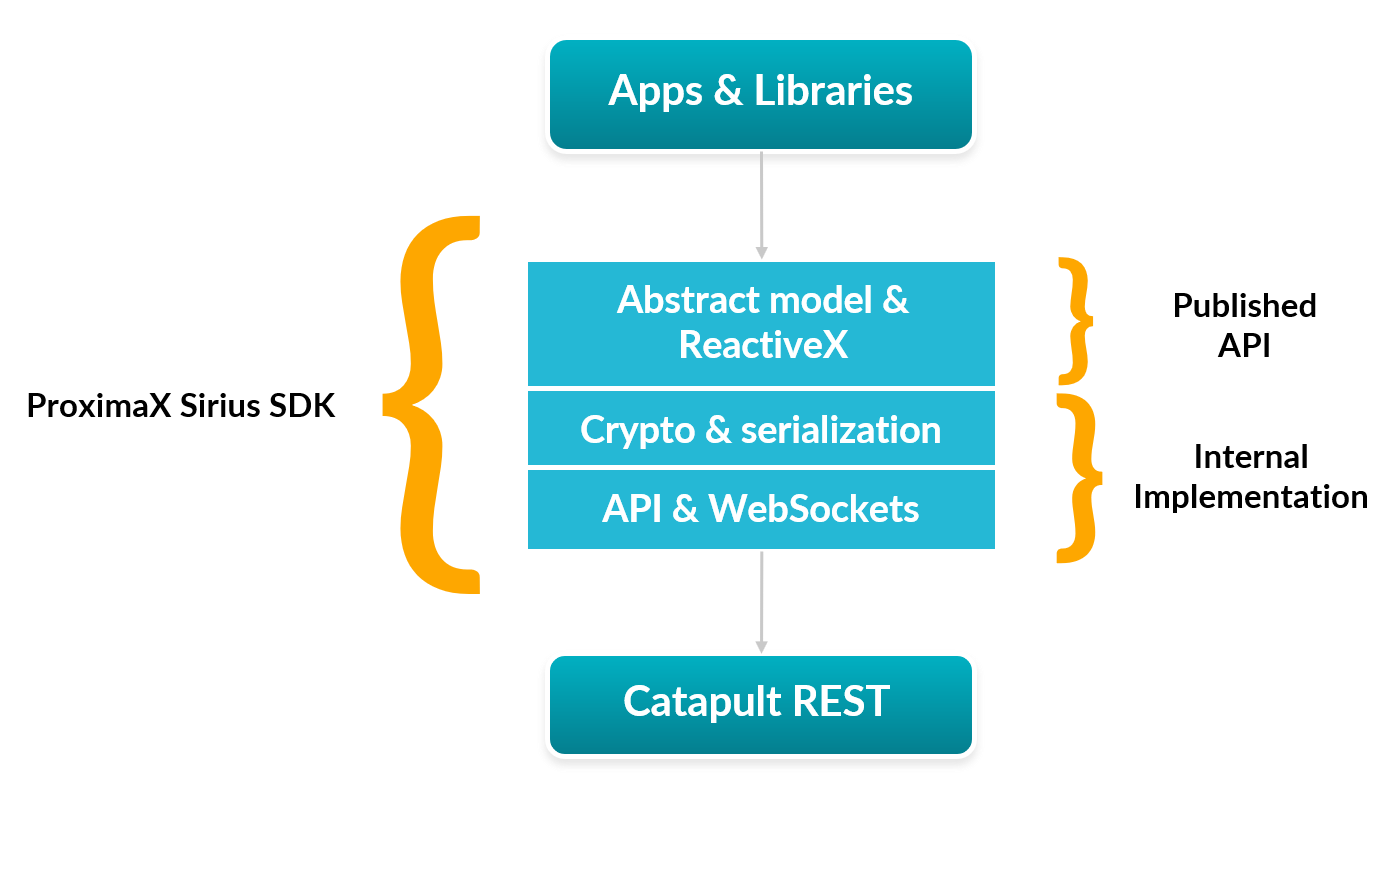 Apps & Libraries
Abstract model &
ReactiveX
Published
API
ProximaX Sirius SDK
Crypto & serialization
API & WebSockets
Internal
Implementation
Catapult REST